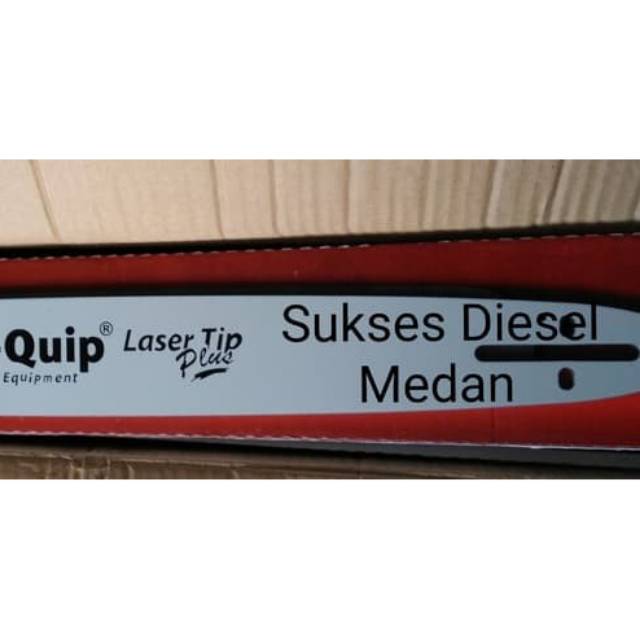 Quip®
Equipment
Laser Tip
Plus
Sukses Diesel
Medan